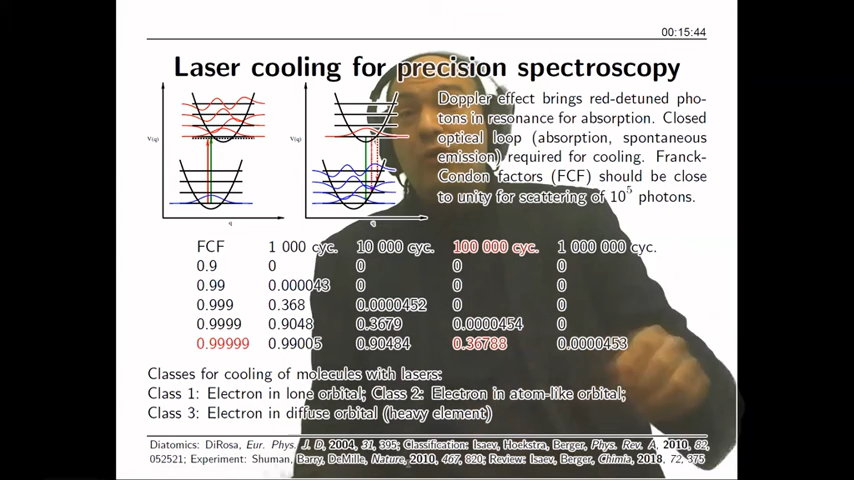 00:15:44
Laser cooling for precision spectroscopy
V(q)
V(q)
q
q
Doppler effect brings red-detuned pho-
tons in resonance for absorption. Closed
optical loop (absorption, spontaneous
emission) required for cooling. Franck-
Condon factors (FCF) should be close
to unity for scattering of 10^5 photons.
FCF 1 000 cyc. 10 000 cyc. 100 000 cyc. 1 000 000 cyc.
0.9 0 0 0 0
0.99 0.000043 0 0 0
0.999 0.368 0.0000452 0 0
0.9999 0.9048 0.3679 0.0000454 0
0.99999 0.99005 0.90484 0.36788 0.0000453
Classes for cooling of molecules with lasers:
Class 1: Electron in lone orbital; Class 2: Electron in atom-like orbital;
Class 3: Electron in diffuse orbital (heavy element)
Diatomics: DiRosa, Eur. Phys. J. D, 2004, 31, 395; Classification: Isaev, Hoekstra, Berger, Phys. Rev. A, 2010, 82,
052521; Experiment: Shuman, Barry, DeMille, Nature, 2010, 467, 820; Review: Isaev, Berger, Chimia, 2018, 72, 375